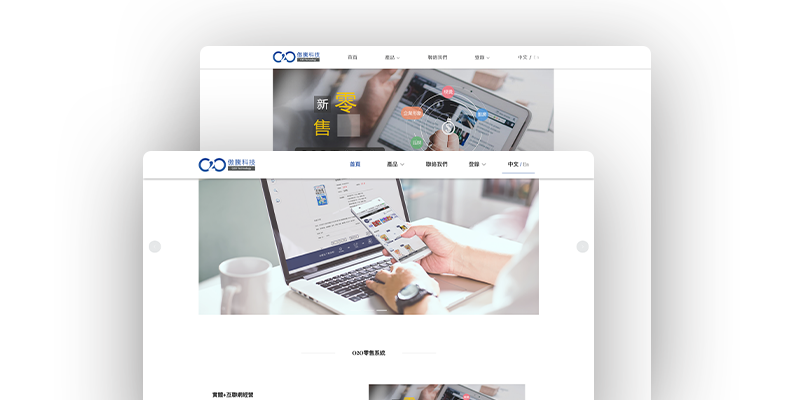 傲騰科技
首頁
產品
聯絡我們
登錄
中文 / En
新零
售
傲騰科技
O2O Technology
首頁
產品
聯絡我們
登錄
中文 / En
O2O零售系統
實體+互聯網經營